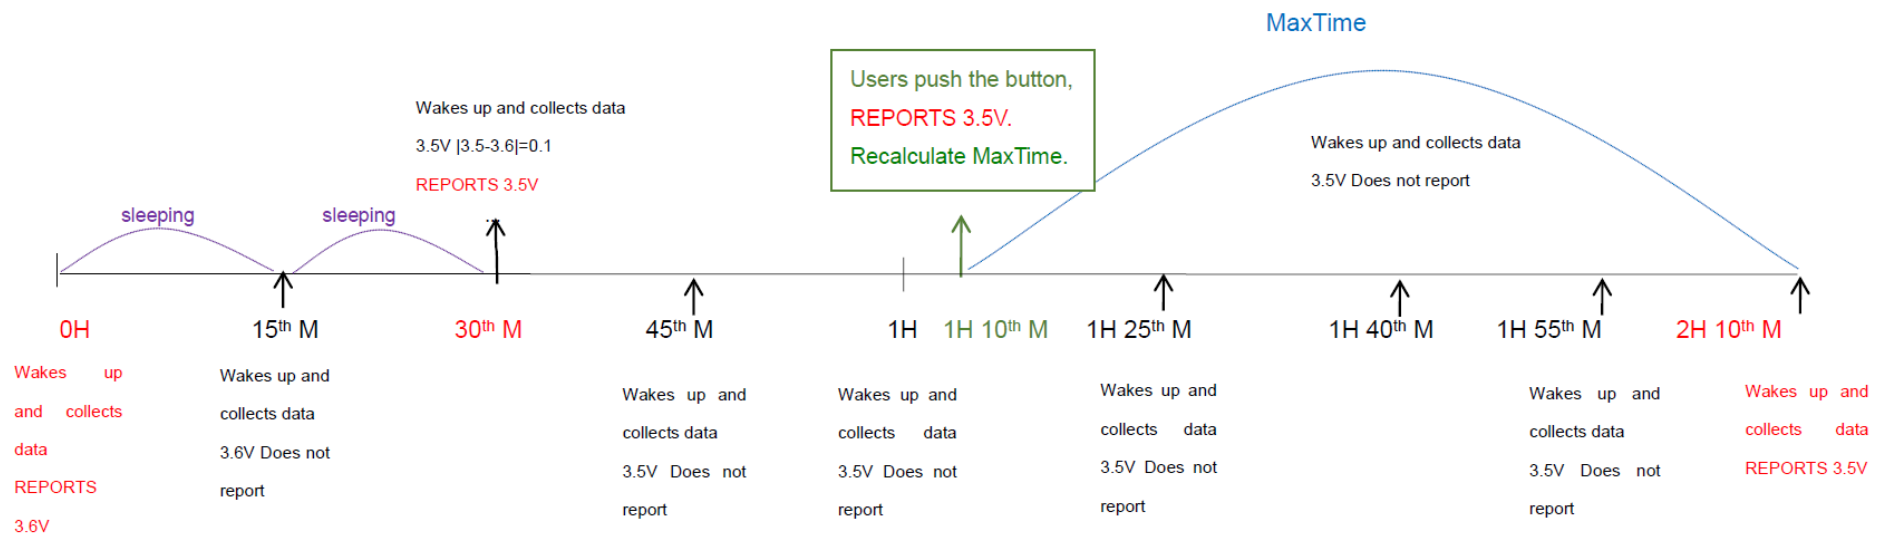 MaxTime
Users push the button,
REPORTS 3.5V.
Recalculate MaxTime.
Wakes up and collects data
3.5V |3.5-3.6|=0.1
REPORTS 3.5V
Wakes up and collects data
3.5V Does not report
sleeping
sleeping
0H
15th M
30th M
45th M
1H
1H 10th M
1H 25th M
1H 40th M
1H 55th M
2H 10th M
Wakes up
and collects
data
REPORTS
3.6V
Wakes up and
collects data
3.6V Does not
report
Wakes up and
collects data
3.5V Does not
report
Wakes up and
collects data
3.5V Does not
report
Wakes up and
collects data
3.5V Does not
report
Wakes up and
collects data
3.5V Does not
report
Wakes up and
collects data
REPORTS 3.5V